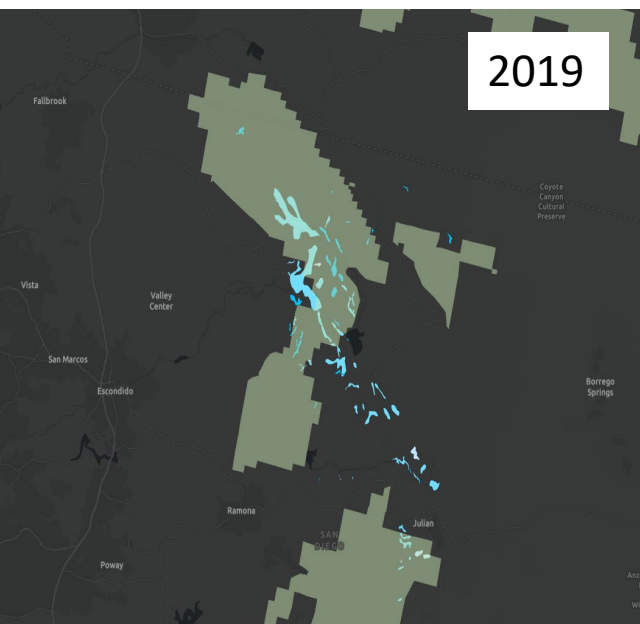 2019
Fallbrook
Coyote
Canyon
Cultural
Preserve
Vista
Valley
Center
San Marcos
Escondido
Borrego
Springs
Ramona
Julian
SAN
DIEGO
Poway